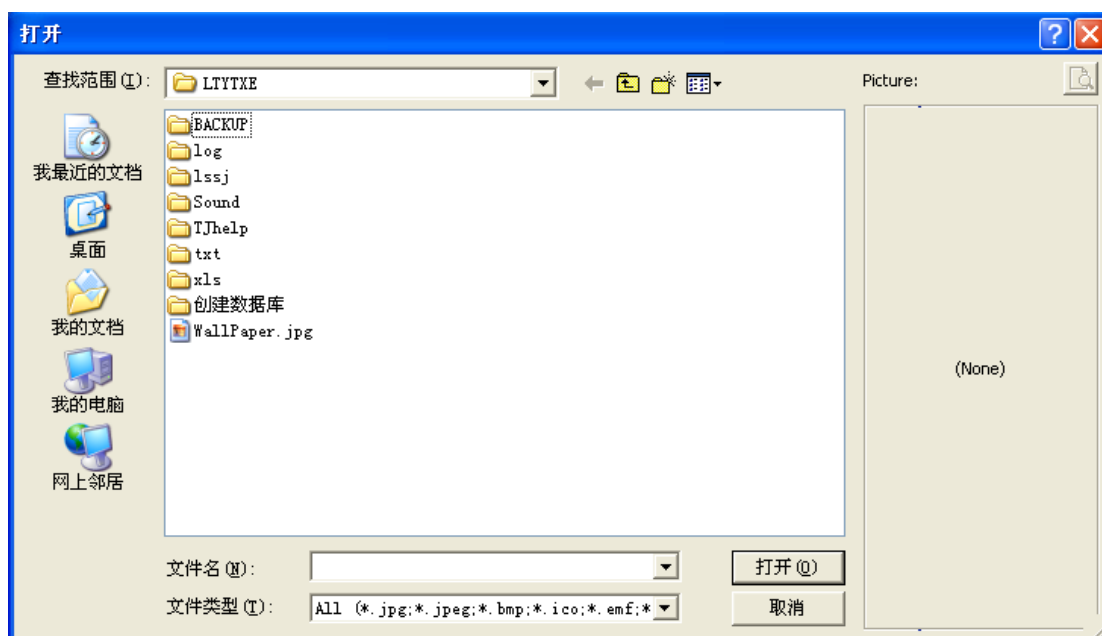 打开
查找范围(I): LTYTXE
Picture:
我最近的文档
桌面
我的文档
我的电脑
网上邻居
BACKUP
log
lssj
Sound
TJhelp
txt
xls
创建数据库
WallPaper.jpg
(None)
文件名(N):
打开(O)
文件类型(T): All (*.jpg;*.jpeg;*.bmp;*.ico;*.emf;*
取消